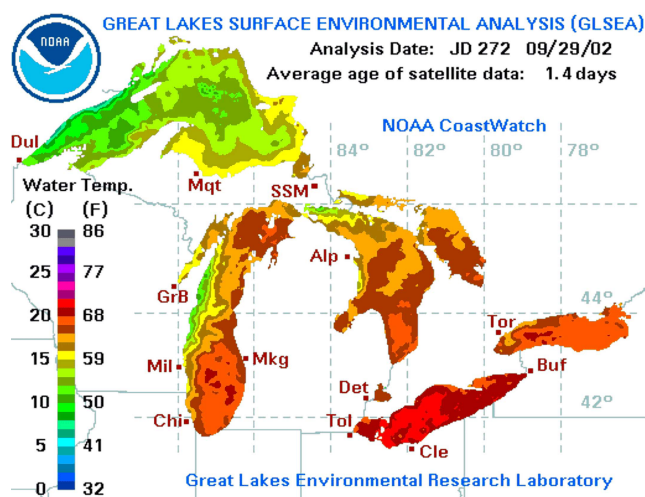 GREAT LAKES SURFACE ENVIRONMENTAL ANALYSIS (GLSEA)
NOAA
Analysis Date: JD 272 09/29/02
Average age of satellite data: 1.4 days
NOAA CoastWatch
Dul
84° 82° 80° 78°
Mqt
SSM
Water Temp.
(C) (F)
30 86
25 77
20 68
15 59
10 50
5 41
0 32
Alp
GrB
44°
Tor
Mil
Mkg
Buf
Det
42°
Chi
Tol
Cle
Great Lakes Environmental Research Laboratory